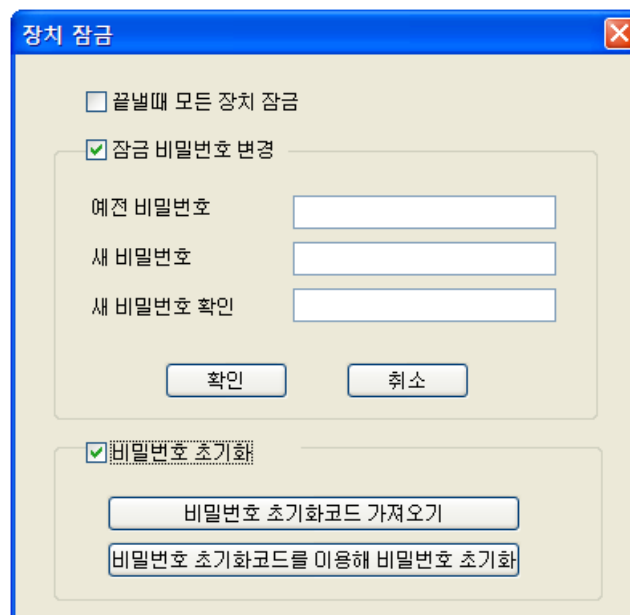 장치 잠금
끝낼때 모든 장치 잠금
잠금 비밀번호 변경
예전 비밀번호
새 비밀번호
새 비밀번호 확인
확인 취소
비밀번호 초기화
비밀번호 초기화코드 가져오기
비밀번호 초기화코드를 이용해 비밀번호 초기화